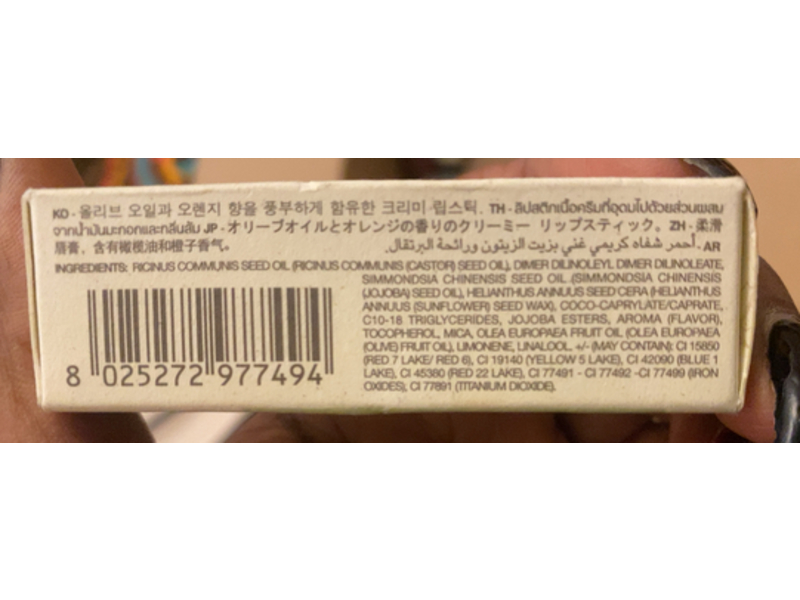 KO - 올리브 오일과 오렌지 향을 풍부하게 함유한 크리미 립스틱. TH - ลิปสติกเนื้อครีมที่อุดมไปด้วยส่วนผสม
จากน้ำมันมะกอกและกลิ่นส้ม JP - オリーブオイルとオレンジの香りのクリーミー リップスティック。 ZH - 柔滑
唇膏，含有橄榄油和橙子香气。 AR - أحمر شفاه كريمي غني بزيت الزيتون ورائحة البرتقال.
INGREDIENTS: RICINUS COMMUNIS SEED OIL (RICINUS COMMUNIS (CASTOR) SEED OIL), DIMER DILINOLEYL DIMER DILINOLEATE,
SIMMONDSIA CHINENSIS SEED OIL (SIMMONDSIA CHINENSIS
(JOJOBA) SEED OIL), HELIANTHUS ANNUUS SEED CERA (HELIANTHUS
ANNUUS (SUNFLOWER) SEED WAX), COCO-CAPRYLATE/CAPRATE,
C10-18 TRIGLYCERIDES, JOJOBA ESTERS, AROMA (FLAVOR),
TOCOPHEROL, MICA, OLEA EUROPAEA FRUIT OIL (OLEA EUROPAEA
(OLIVE) FRUIT OIL), LIMONENE, LINALOOL. +/- (MAY CONTAIN): CI 15850
(RED 7 LAKE/ RED 6), CI 19140 (YELLOW 5 LAKE), CI 42090 (BLUE 1
LAKE), CI 45380 (RED 22 LAKE), CI 77491 - CI 77492 -CI 77499 (IRON
OXIDES), CI 77891 (TITANIUM DIOXIDE).
8 025272 977494